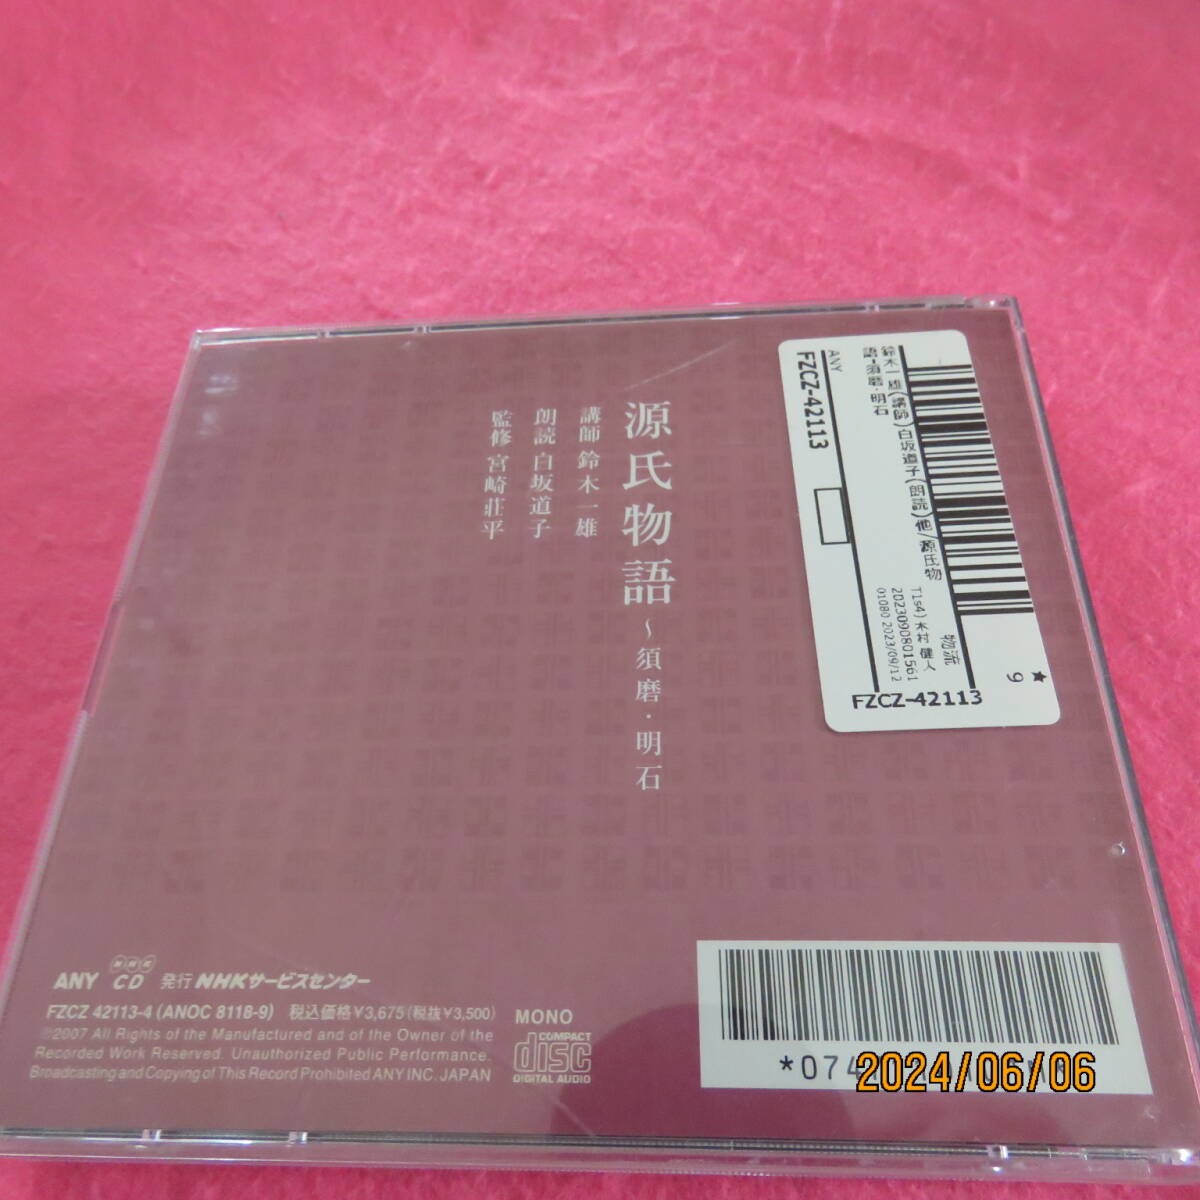 源氏物語～須磨・明石
講師 鈴木一雄
朗読 白坂道子
監修 宮崎荘平
鈴木一雄(講師)白坂道子(朗読)他/源氏物
語~須磨・明石
ANY
FZCZ-42113
物流
T1s4) 木村 健人
2023090801561
01080 2023/09/12
FZCZ-42113
★
9
ANY
NHK
CD
発行 NHKサービスセンター
FZCZ 42113-4 (ANOC 8118-9) 税込価格¥3,675(税抜¥3,500)
Ⓟ2007 All Rights of the Manufactured and of the Owner of the
Recorded Work Reserved. Unauthorized Public Performance.
Broadcasting and Copying of This Record Prohibited ANY INC. JAPAN
MONO
COMPACT
disc
DIGITAL AUDIO
*074
2024/06/06